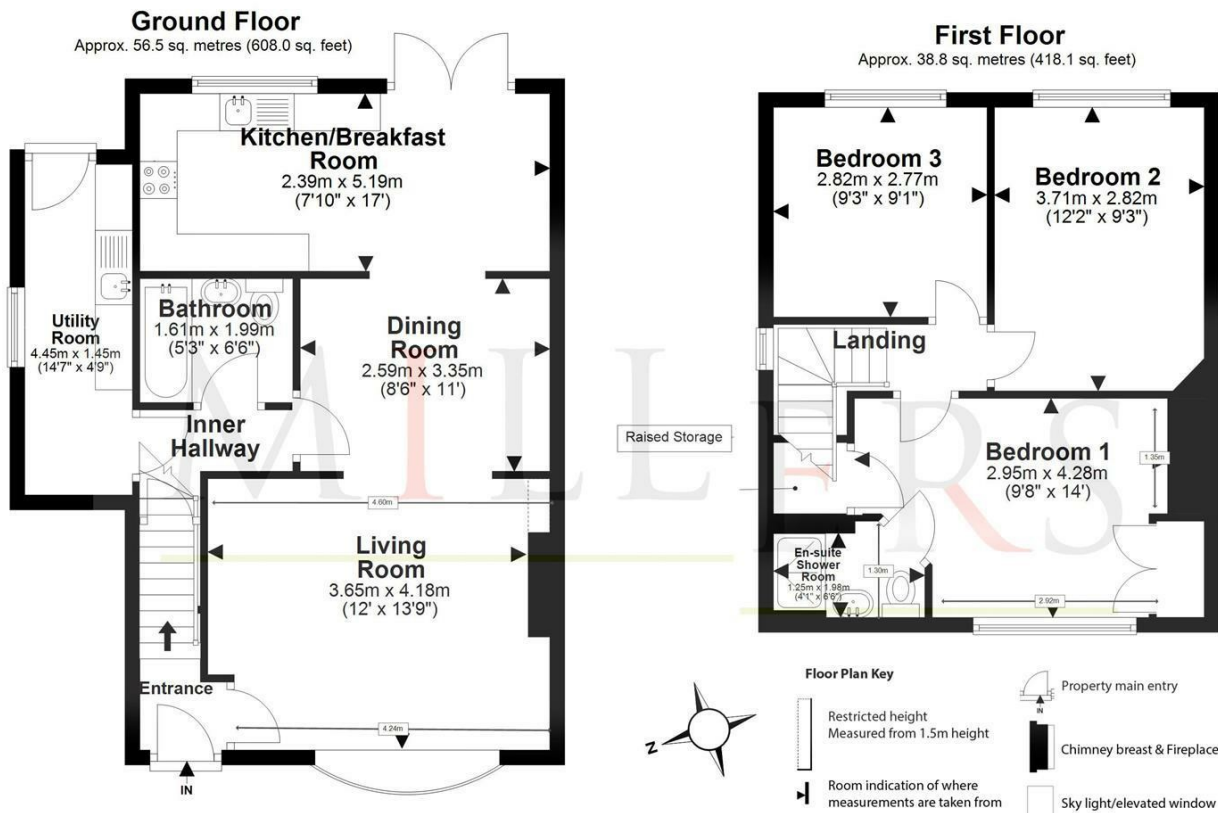 Ground Floor
Approx. 56.5 sq. metres (608.0 sq. feet)
Kitchen/Breakfast
Room
2.39m x 5.19m
(7'10" x 17')
Utility
Room
4.45m x 1.45m
(14'7" x 4'9")
Bathroom
1.61m x 1.99m
(5'3" x 6'6")
Dining
Room
2.59m x 3.35m
(8'6" x 11')
Inner
Hallway
4.60m
Living
Room
3.65m x 4.18m
(12' x 13'9")
Entrance
4.24m
IN
First Floor
Approx. 38.8 sq. metres (418.1 sq. feet)
Bedroom 3
2.82m x 2.77m
(9'3" x 9'1")
Bedroom 2
3.71m x 2.82m
(12'2" x 9'3")
Landing
Raised Storage
Bedroom 1
2.95m x 4.28m
(9'8" x 14')
1.35m
En-suite
Shower
Room
1.25m x 1.98m
(4'1" x 6'6")
1.30m
2.92m
MILLERS
N
Floor Plan Key
Restricted height
Measured from 1.5m height
Room indication of where
measurements are taken from
Property main entry
IN
Chimney breast & Fireplace
Sky light/elevated window